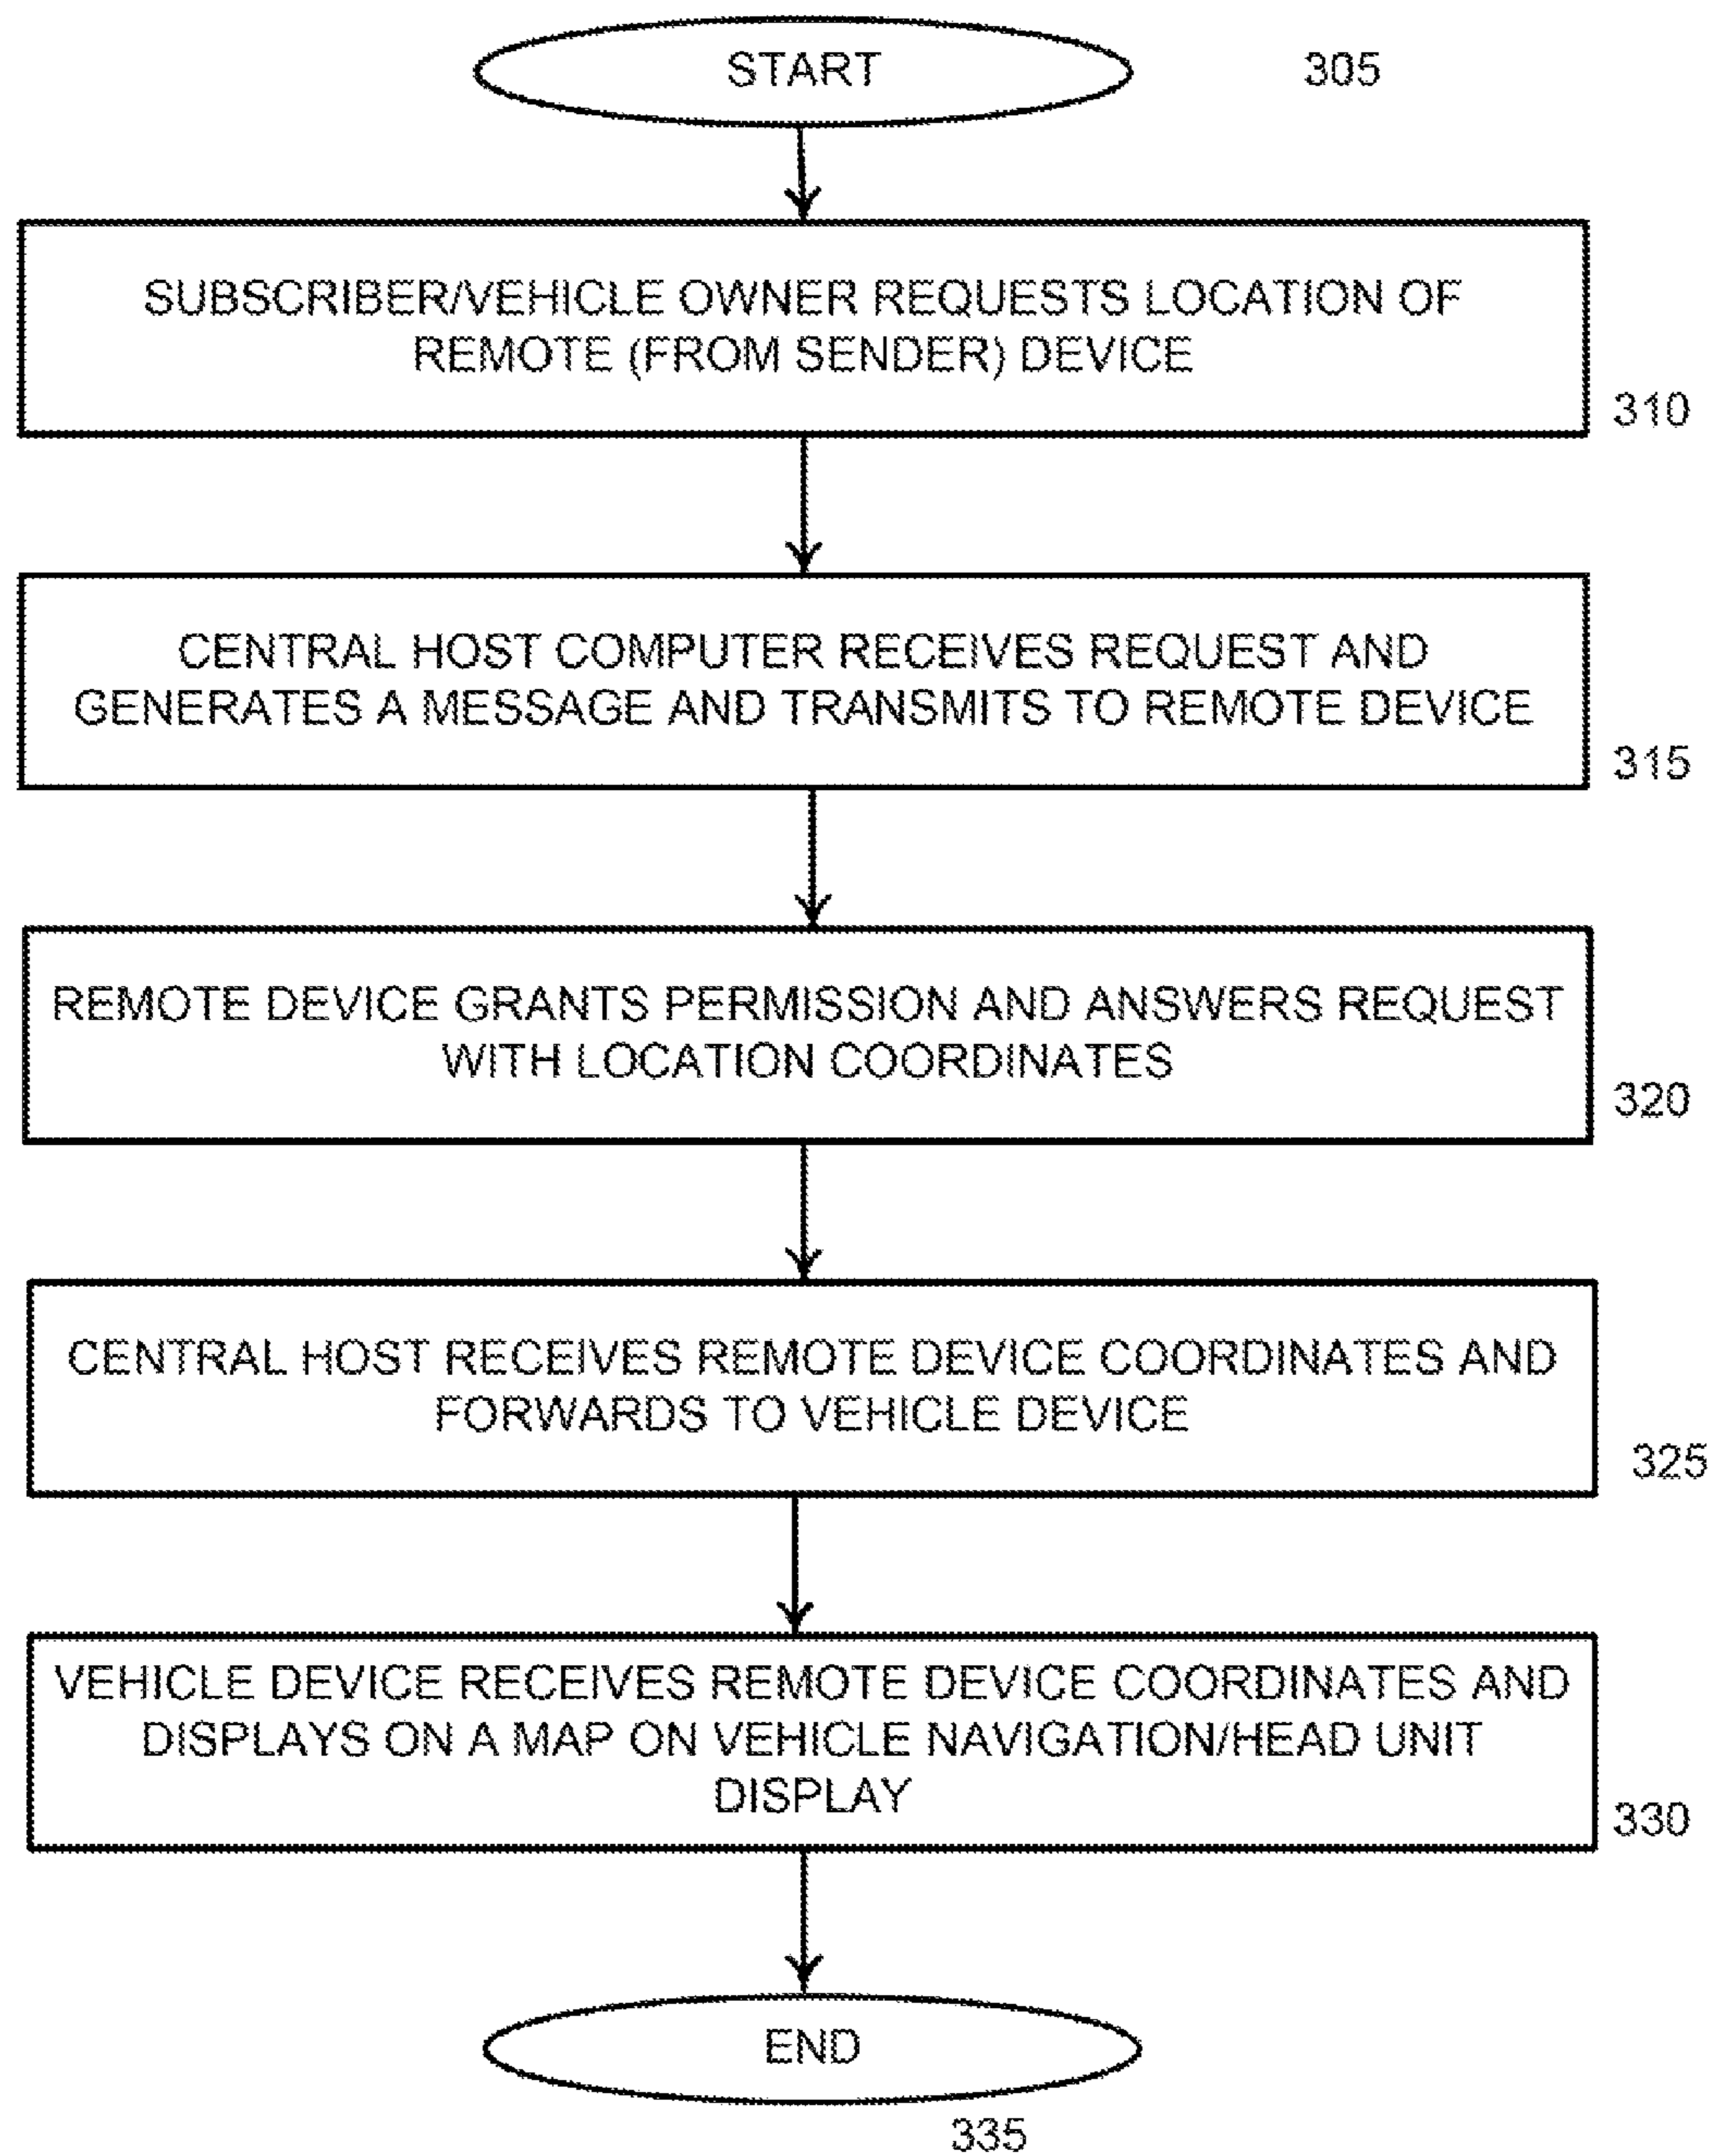 START
305
SUBSCRIBER/VEHICLE OWNER REQUESTS LOCATION OF
REMOTE (FROM SENDER) DEVICE
310
CENTRAL HOST COMPUTER RECEIVES REQUEST AND
GENERATES A MESSAGE AND TRANSMITS TO REMOTE DEVICE
315
REMOTE DEVICE GRANTS PERMISSION AND ANSWERS REQUEST
WITH LOCATION COORDINATES
320
CENTRAL HOST RECEIVES REMOTE DEVICE COORDINATES AND
FORWARDS TO VEHICLE DEVICE
325
VEHICLE DEVICE RECEIVES REMOTE DEVICE COORDINATES AND
DISPLAYS ON A MAP ON VEHICLE NAVIGATION/HEAD UNIT
DISPLAY
330
END
335